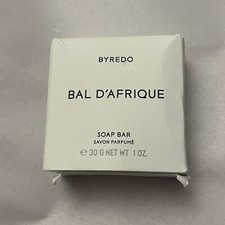 BYREDO
BAL D'AFRIQUE
SOAP BAR
SAVON PARFUMÉ
℮ 30 G NET WT 1 OZ.